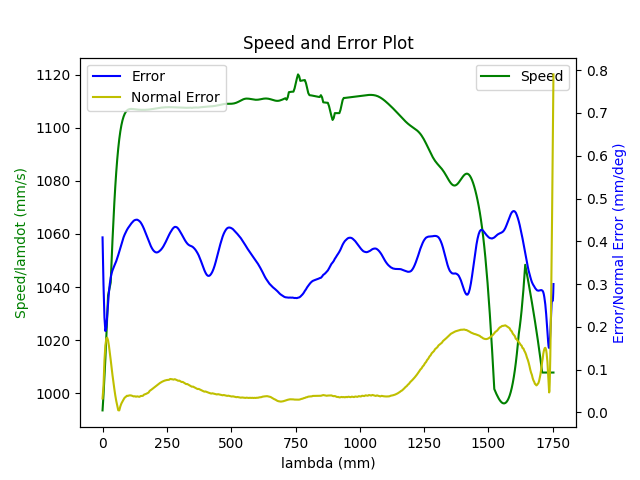 Speed and Error Plot
Error
Normal Error
Speed
1120
1100
1080
1060
1040
1020
1000
Speed/lamdot (mm/s)
0.8
0.7
0.6
0.5
0.4
0.3
0.2
0.1
0.0
Error/Normal Error (mm/deg)
0 250 500 750 1000 1250 1500 1750
lambda (mm)